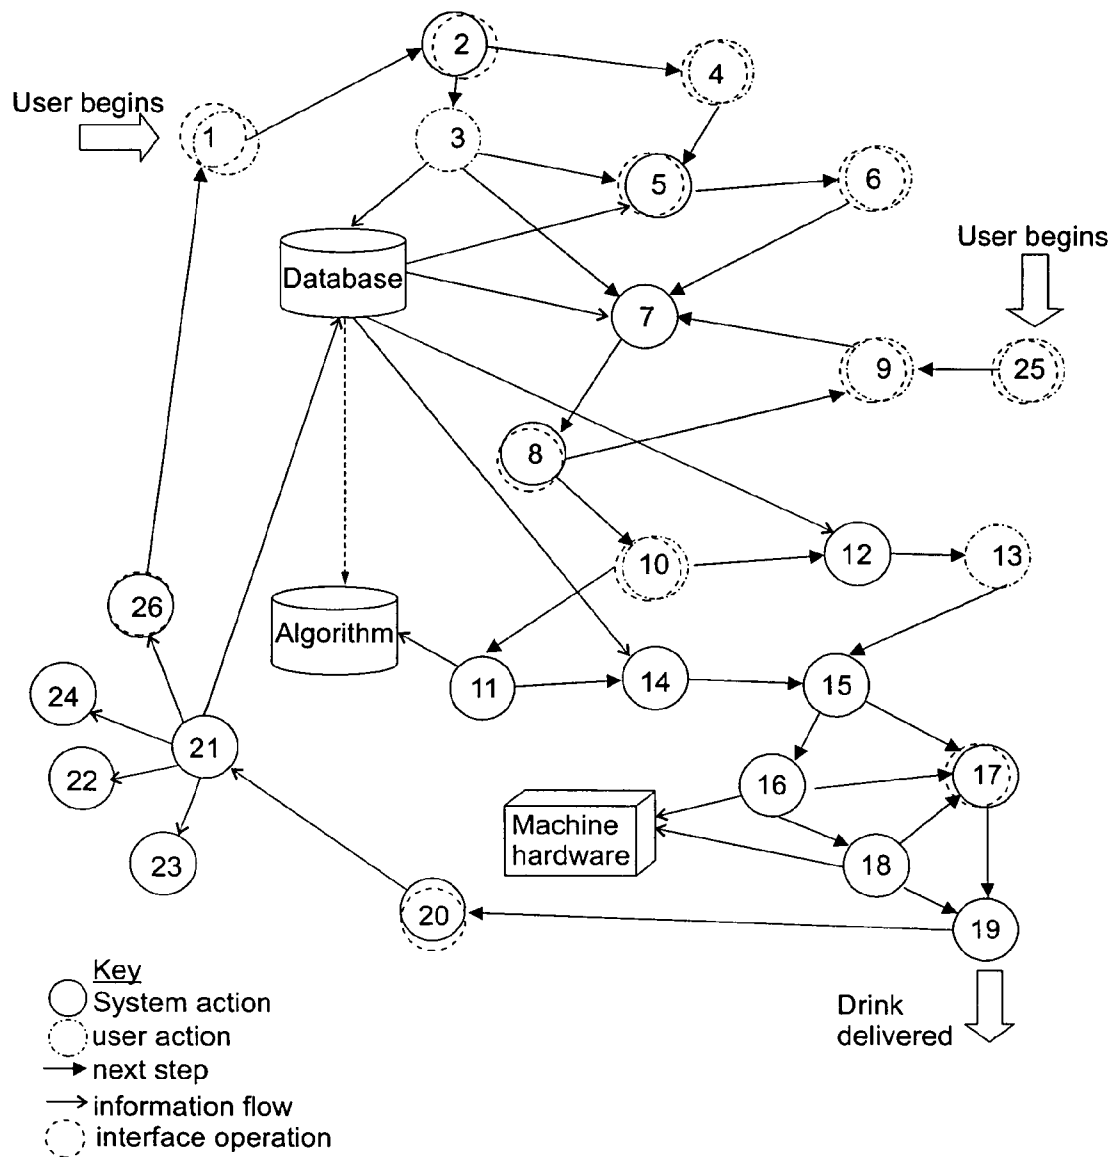 2
4
User begins
1
3
5
6
User begins
Database
7
9
25
8
10
12
13
26
Algorithm
11
14
15
24
21
22
16
17
Machine
hardware
23
18
20
19
Key
System action
user action
next step
information flow
interface operation
Drink
delivered